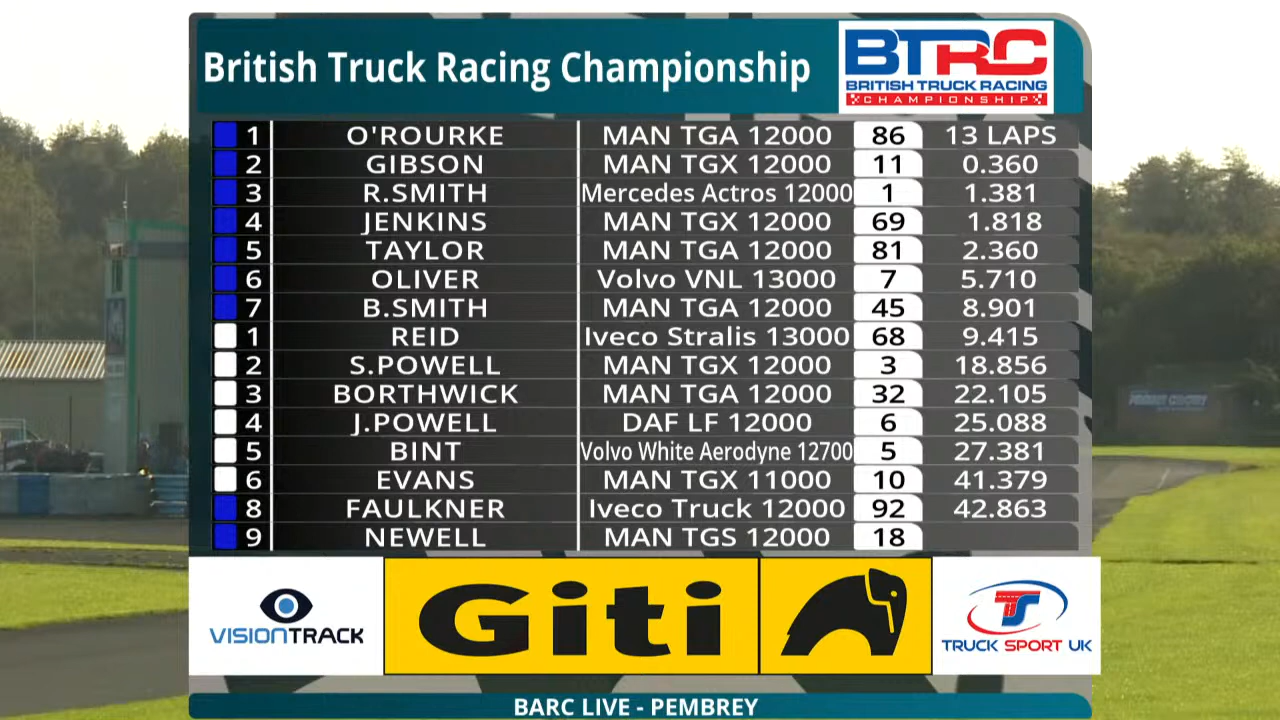 British Truck Racing Championship
BTRC
BRITISH TRUCK RACING
CHAMPIONSHIP
1 O'ROURKE MAN TGA 12000 86 13 LAPS
2 GIBSON MAN TGX 12000 11 0.360
3 R.SMITH Mercedes Actros 12000 1 1.381
4 JENKINS MAN TGX 12000 69 1.818
5 TAYLOR MAN TGA 12000 81 2.360
6 OLIVER Volvo VNL 13000 7 5.710
7 B.SMITH MAN TGA 12000 45 8.901
1 REID Iveco Stralis 13000 68 9.415
2 S.POWELL MAN TGX 12000 3 18.856
3 BORTHWICK MAN TGA 12000 32 22.105
4 J.POWELL DAF LF 12000 6 25.088
5 BINT Volvo White Aerodyne 12700 5 27.381
6 EVANS MAN TGX 11000 10 41.379
8 FAULKNER Iveco Truck 12000 92 42.863
9 NEWELL MAN TGS 12000 18
VISIONTRACK
Giti
TS
TRUCK SPORT UK
BARC LIVE - PEMBREY